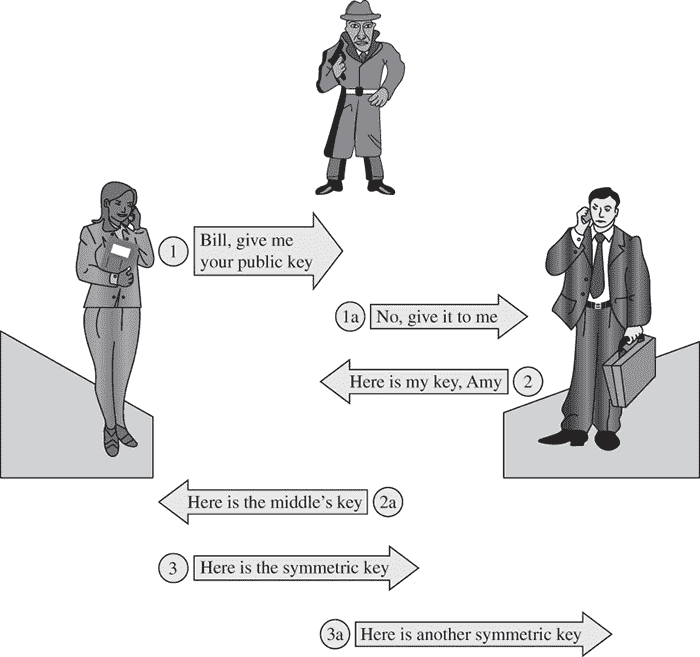 1
Bill, give me
your public key
1a
No, give it to me
Here is my key, Amy
2
Here is the middle’s key
2a
3
Here is the symmetric key
3a
Here is another symmetric key